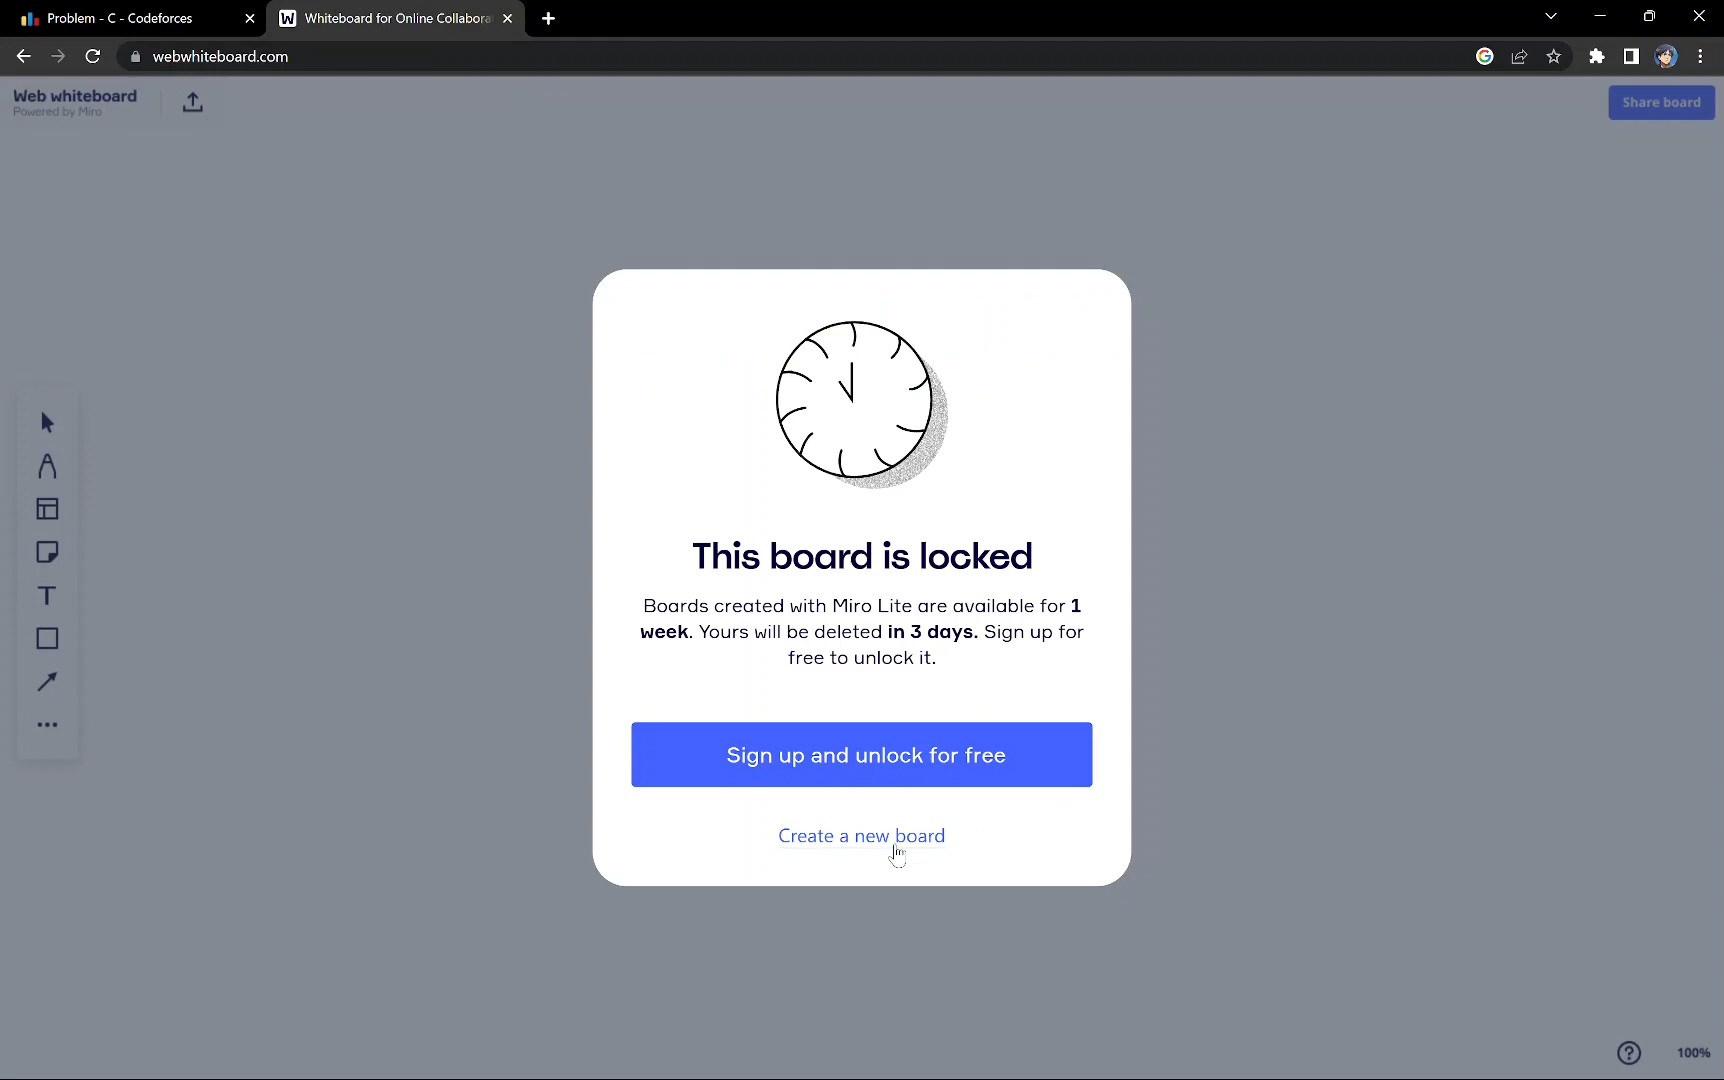 Problem - C - Codeforces
Whiteboard for Online Collabora
webwhiteboard.com
Web whiteboard
Powered by Miro
Share board
This board is locked
Boards created with Miro Lite are available for 1
week. Yours will be deleted in 3 days. Sign up for
free to unlock it.
Sign up and unlock for free
Create a new board
100%